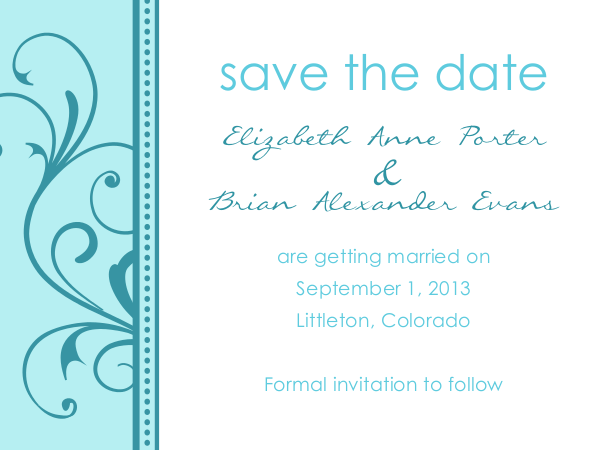 save the date
Elizabeth Anne Porter
&
Brian Alexander Evans
are getting married on
September 1, 2013
Littleton, Colorado
Formal invitation to follow